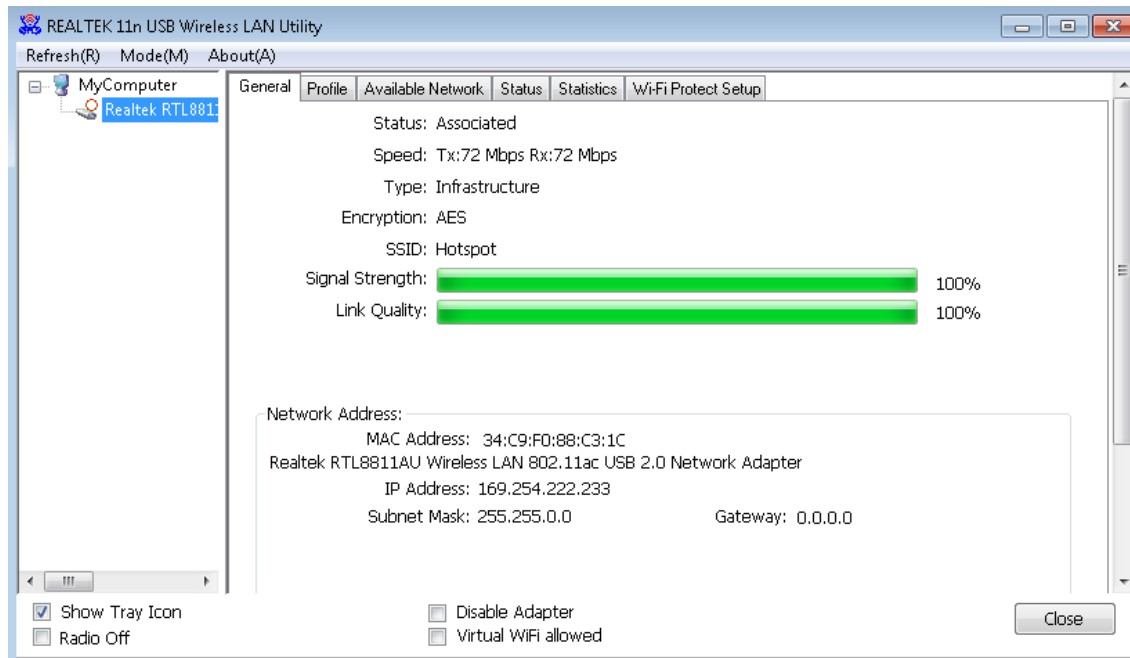 REALTEK 11n USB Wireless LAN Utility
Refresh(R) Mode(M) About(A)
MyComputer
Realtek RTL881
General Profile Available Network Status Statistics Wi-Fi Protect Setup
Status: Associated
Speed: Tx:72 Mbps Rx:72 Mbps
Type: Infrastructure
Encryption: AES
SSID: Hotspot
Signal Strength: 100%
Link Quality: 100%
Network Address:
MAC Address: 34:C9:F0:88:C3:1C
Realtek RTL8811AU Wireless LAN 802.11ac USB 2.0 Network Adapter
IP Address: 169.254.222.233
Subnet Mask: 255.255.0.0 Gateway: 0.0.0.0
Show Tray Icon
Radio Off
Disable Adapter
Virtual WiFi allowed
Close